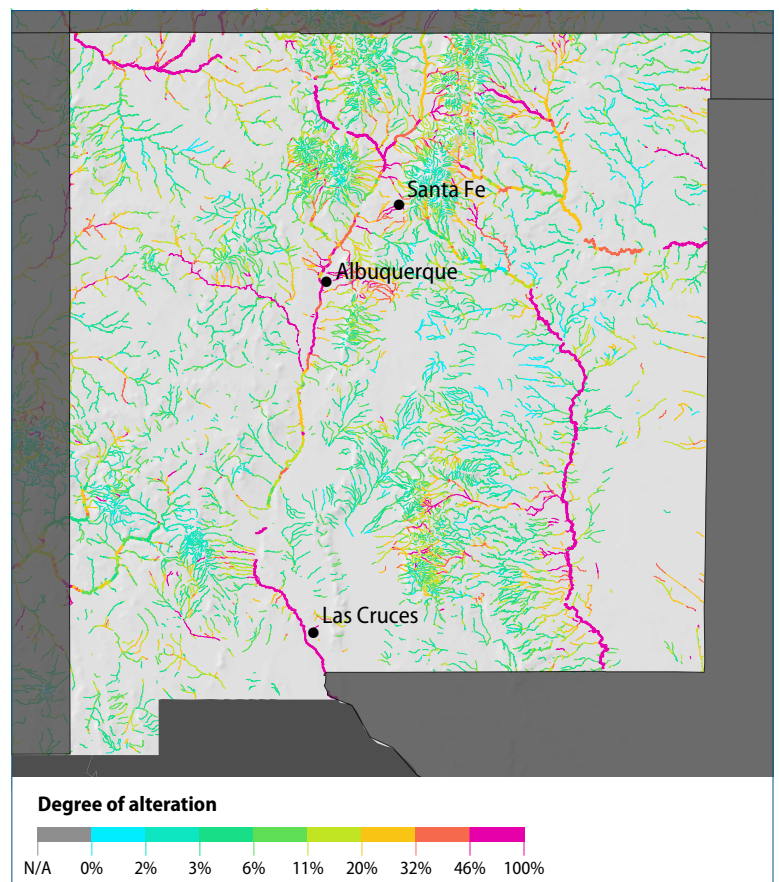 Santa Fe
Albuquerque
Las Cruces
Degree of alteration
N/A 0% 2% 3% 6% 11% 20% 32% 46% 100%